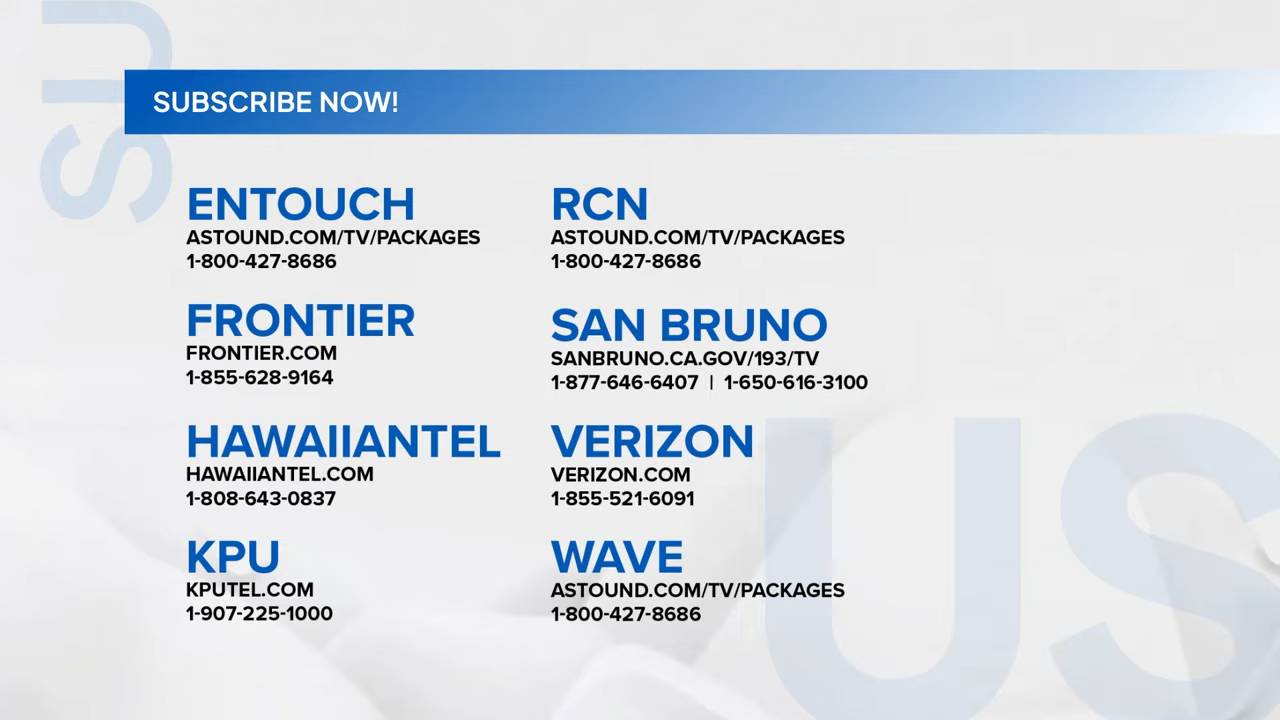 SUBSCRIBE NOW!
ENTOUCH
ASTOUND.COM/TV/PACKAGES
1-800-427-8686
FRONTIER
FRONTIER.COM
1-855-628-9164
HAWAIIANTEL
HAWAIIANTEL.COM
1-808-643-0837
KPU
KPUTEL.COM
1-907-225-1000
RCN
ASTOUND.COM/TV/PACKAGES
1-800-427-8686
SAN BRUNO
SANBRUNO.CA.GOV/193/TV
1-877-646-6407 | 1-650-616-3100
VERIZON
VERIZON.COM
1-855-521-6091
WAVE
ASTOUND.COM/TV/PACKAGES
1-800-427-8686
US
US